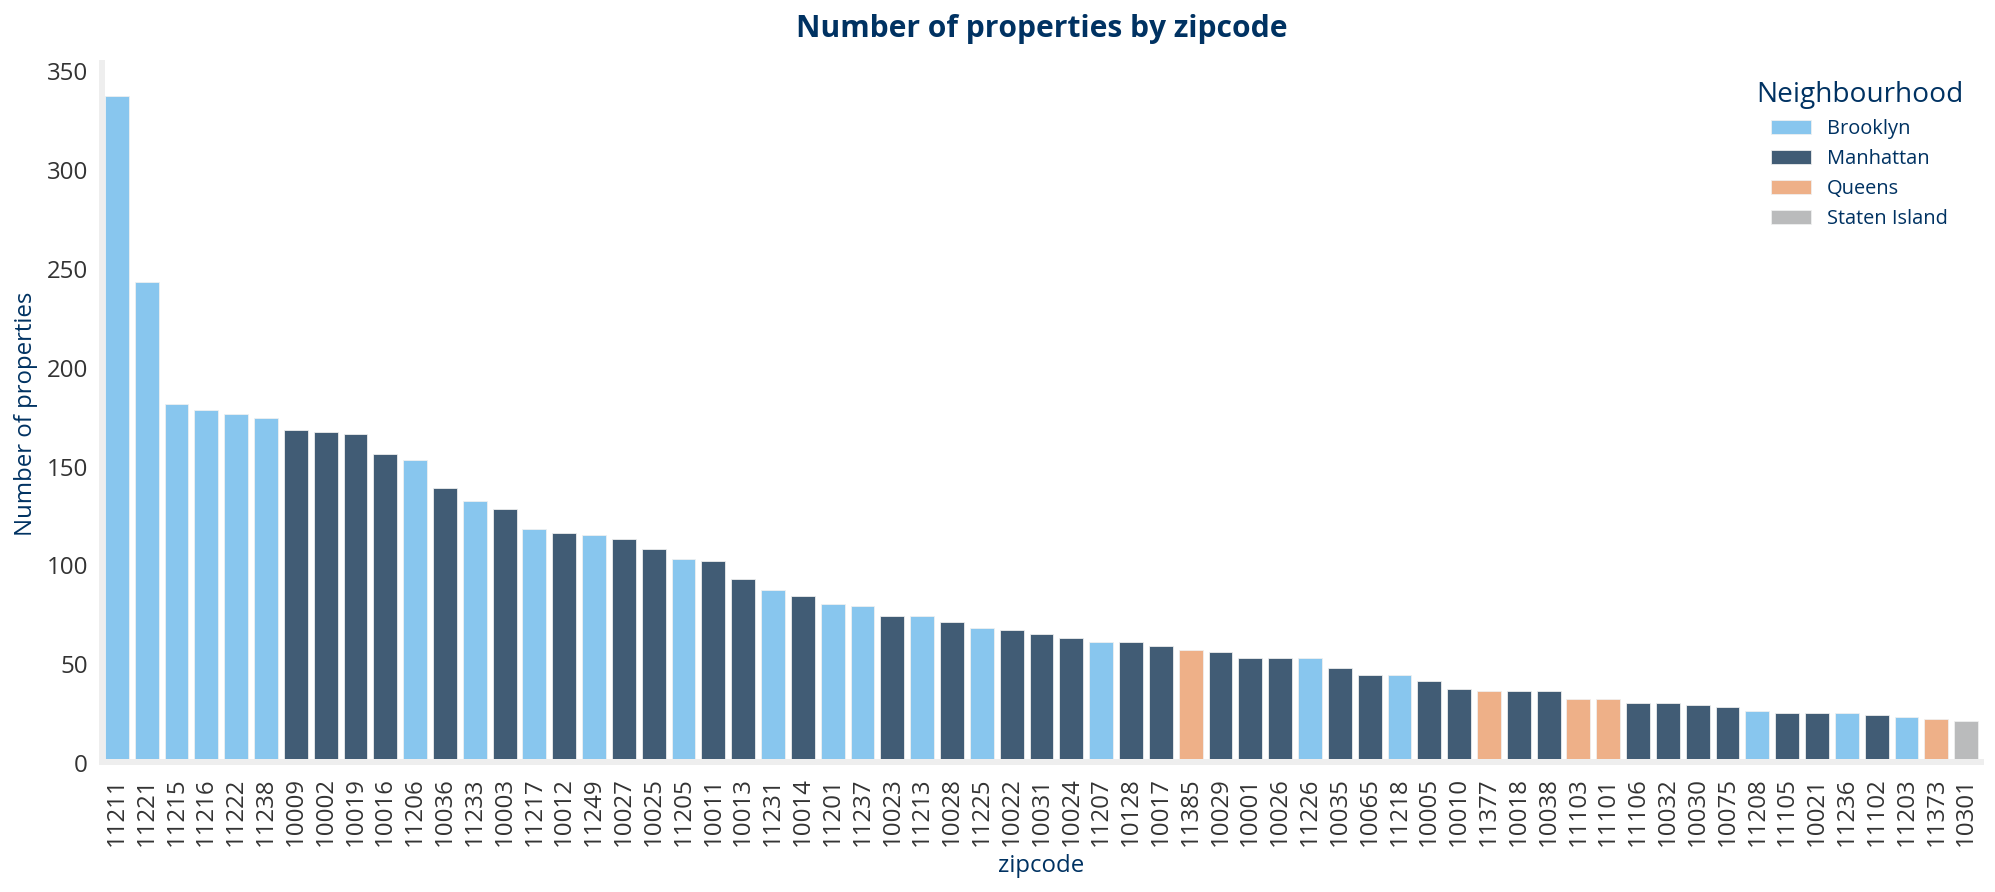 Number of properties by zipcode
Number of properties
350
300
250
200
150
100
50
0
Neighbourhood
Brooklyn
Manhattan
Queens
Staten Island
11211 11221 11215 11216 11222 11238 10009 10002 10019 10016 11206 10036 11233 10003 11217 10012 11249 10027 10025 11205 10011 10013 11231 10014 11201 11237 10023 11213 10028 11225 10022 10031 10024 11207 10128 10017 11385 10029 10001 10026 11226 10035 10065 11218 10005 10010 11377 10018 10038 11103 11101 11106 10032 10030 10075 11208 11105 10021 11236 11102 11203 11373 10301
zipcode